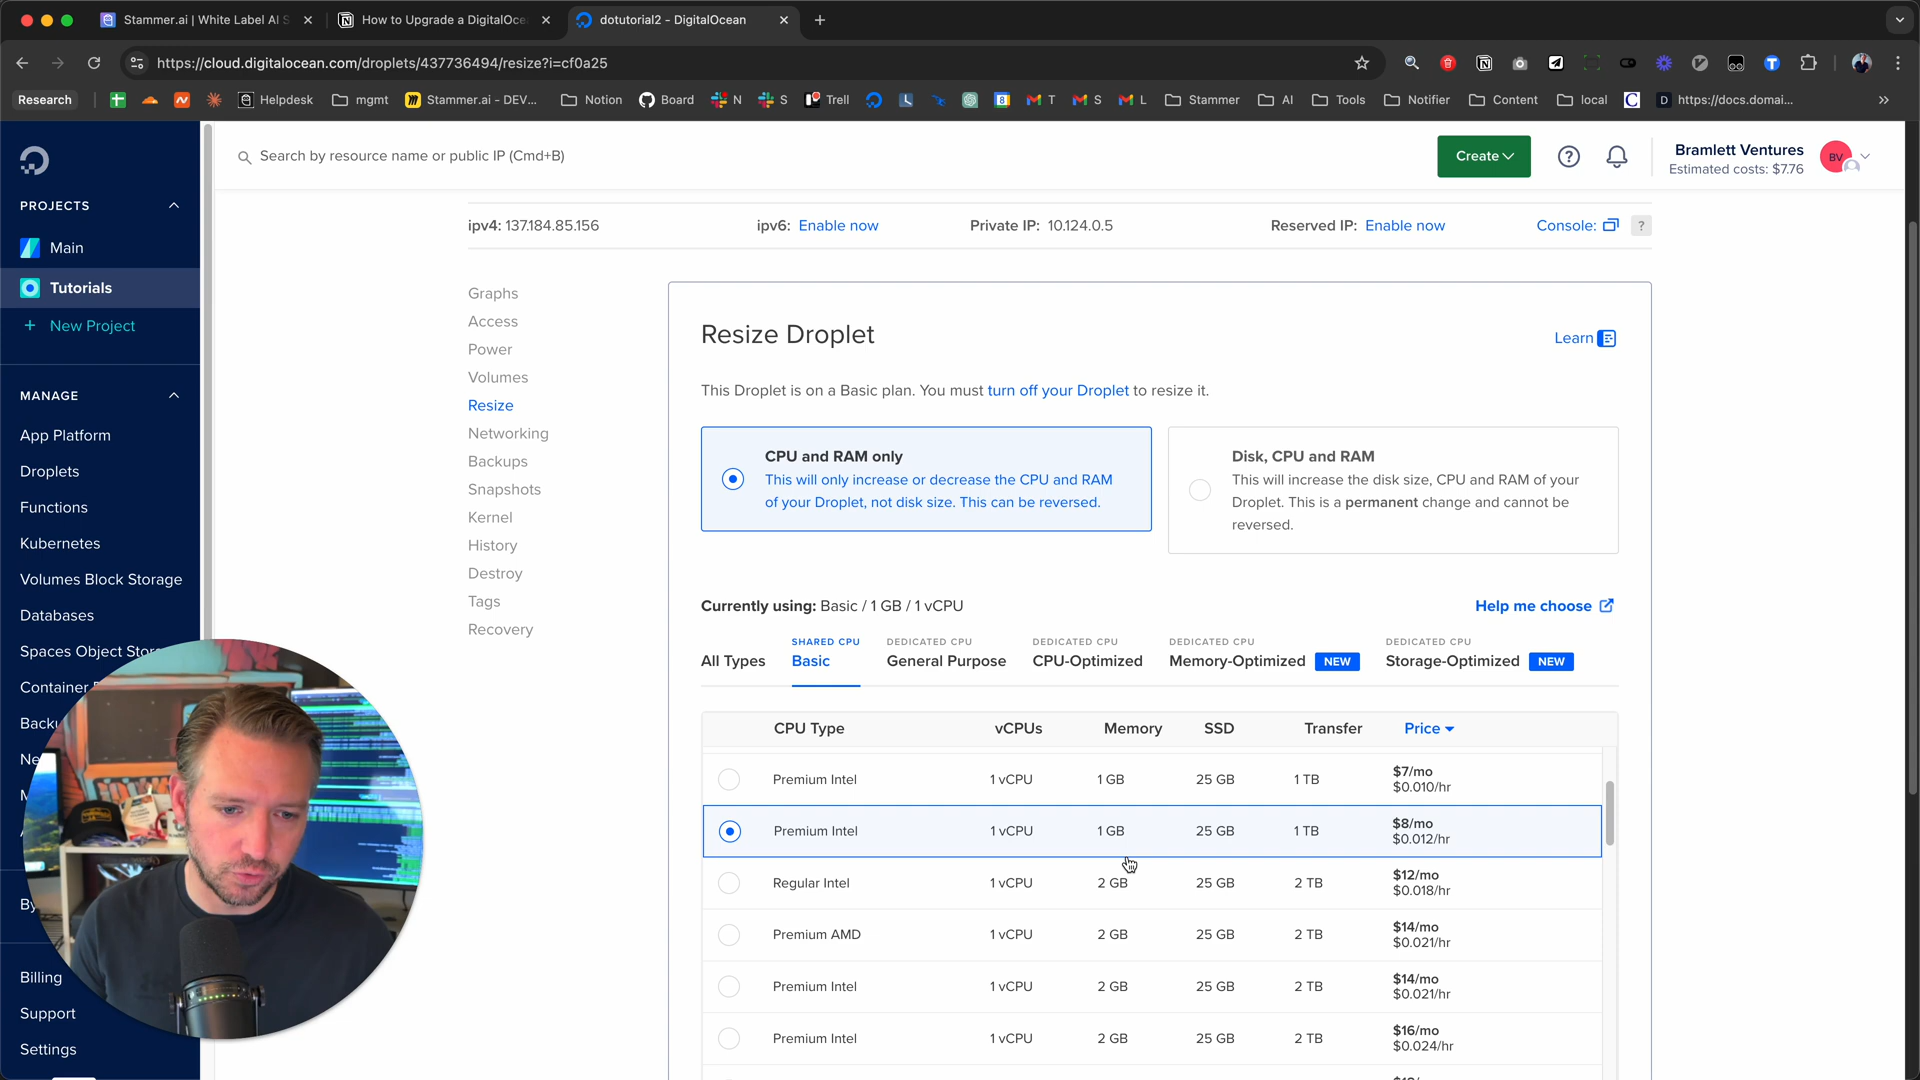 Stammer.ai | White Label AI S
How to Upgrade a DigitalOce
dotutorial2 - DigitalOcean
https://cloud.digitalocean.com/droplets/437736494/resize?i=cf0a25
Research
Helpdesk
mgmt
Stammer.ai - DEV...
Notion
Board
N
S
Trell
M T
M S
M L
Stammer
AI
Tools
Notifier
Content
local
https://docs.domai...
Search by resource name or public IP (Cmd+B)
Create
Bramlett Ventures
Estimated costs: $7.76
BV
PROJECTS
Main
Tutorials
+ New Project
MANAGE
App Platform
Droplets
Functions
Kubernetes
Volumes Block Storage
Databases
Spaces Object Stor
Container
Back
Ne
By
Billing
Support
Settings
ipv4: 137.184.85.156
ipv6: Enable now
Private IP: 10.124.0.5
Reserved IP: Enable now
Console:
?
Graphs
Access
Power
Volumes
Resize
Networking
Backups
Snapshots
Kernel
History
Destroy
Tags
Recovery
Resize Droplet
Learn
This Droplet is on a Basic plan. You must turn off your Droplet to resize it.
CPU and RAM only
This will only increase or decrease the CPU and RAM
of your Droplet, not disk size. This can be reversed.
Disk, CPU and RAM
This will increase the disk size, CPU and RAM of your
Droplet. This is a permanent change and cannot be
reversed.
Currently using: Basic / 1 GB / 1 vCPU
Help me choose
All Types
SHARED CPU
Basic
DEDICATED CPU
General Purpose
DEDICATED CPU
CPU-Optimized
DEDICATED CPU
Memory-Optimized NEW
DEDICATED CPU
Storage-Optimized NEW
CPU Type vCPUs Memory SSD Transfer Price
Premium Intel 1 vCPU 1 GB 25 GB 1 TB $7/mo
$0.010/hr
Premium Intel 1 vCPU 1 GB 25 GB 1 TB $8/mo
$0.012/hr
Regular Intel 1 vCPU 2 GB 25 GB 2 TB $12/mo
$0.018/hr
Premium AMD 1 vCPU 2 GB 25 GB 2 TB $14/mo
$0.021/hr
Premium Intel 1 vCPU 2 GB 25 GB 2 TB $14/mo
$0.021/hr
Premium Intel 1 vCPU 2 GB 25 GB 2 TB $16/mo
$0.024/hr